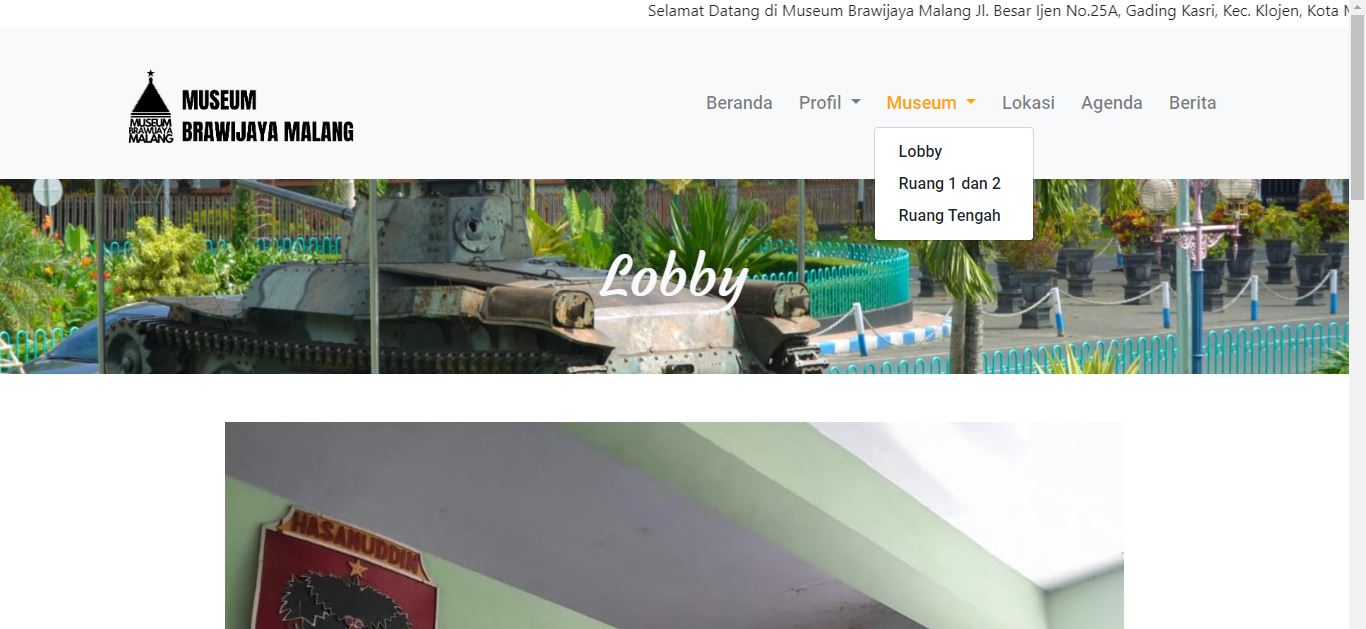 Selamat Datang di Museum Brawijaya Malang Jl. Besar Ijen No.25A, Gading Kasri, Kec. Klojen, Kota
MUSEUM
BRAWIJAYA MALANG
MUSEUM
BRAWIJAYA
MALANG
Beranda Profil Museum Lokasi Agenda Berita
Lobby
Ruang 1 dan 2
Ruang Tengah
Lobby
HASANUDDIN